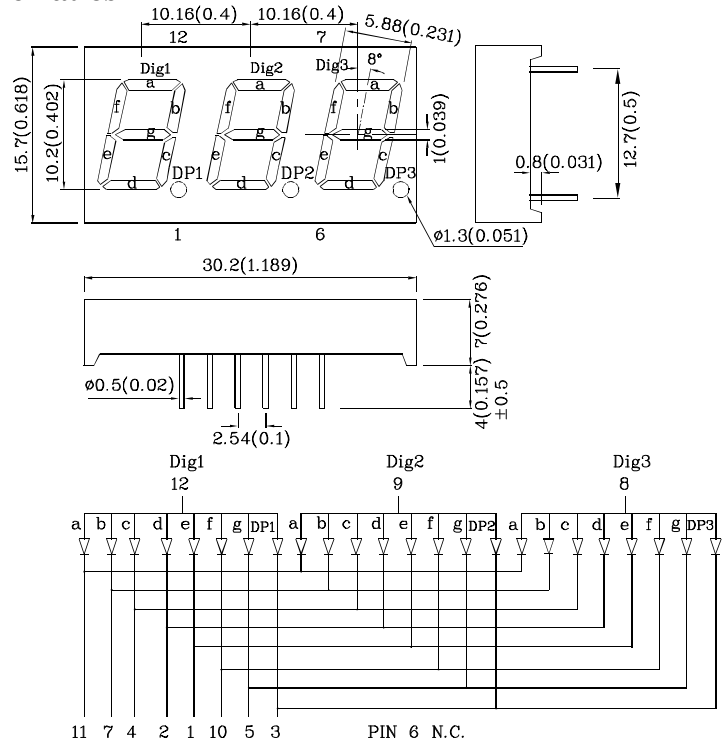 10.16(0.4) 10.16(0.4) 5.88(0.231)
12 7
Dig1 Dig2 Dig3 8°
a a a
f b f b f b
g g g
e c e c e c
d d d
DP1 DP2 DP3
15.7(0.618)
10.2(0.402)
1(0.039)
0.8(0.031)
12.7(0.5)
1 6
ø1.3(0.051)
30.2(1.189)
7(0.276)
ø0.5(0.02)
4(0.157)
±0.5
2.54(0.1)
Dig1 Dig2 Dig3
12 9 8
a b c d e f g DP1 a b c d e f g DP2 a b c d e f g DP3
11 7 4 2 1 10 5 3 PIN 6 N.C.